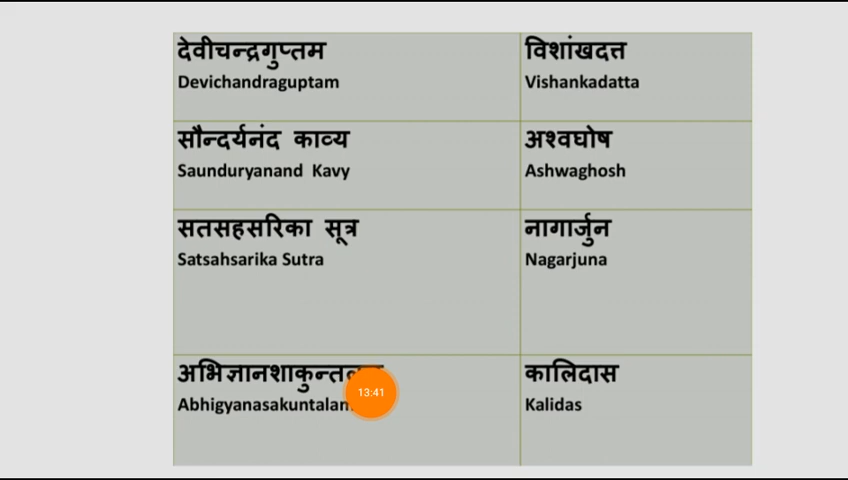 देवीचन्द्रगुप्तम विशांखदत्त
Devichandraguptam Vishankadatta
सौन्दर्यनंद काव्य अश्वघोष
Saunduryanand Kavy Ashwaghosh
सतसहसरिका सूत्र नागार्जुन
Satsahsarika Sutra Nagarjuna
कालिदास
Kalidas
13:41